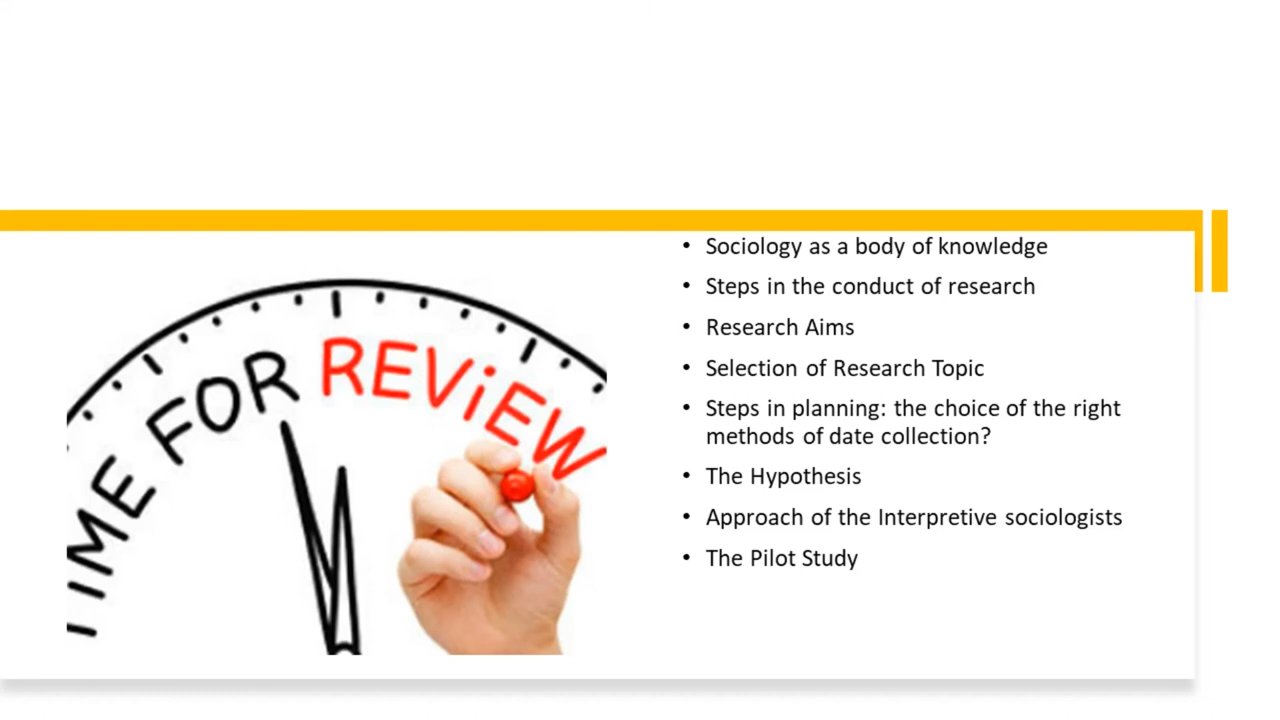 TIME FOR REViEW
• Sociology as a body of knowledge
• Steps in the conduct of research
• Research Aims
• Selection of Research Topic
• Steps in planning: the choice of the right
methods of date collection?
• The Hypothesis
• Approach of the Interpretive sociologists
• The Pilot Study